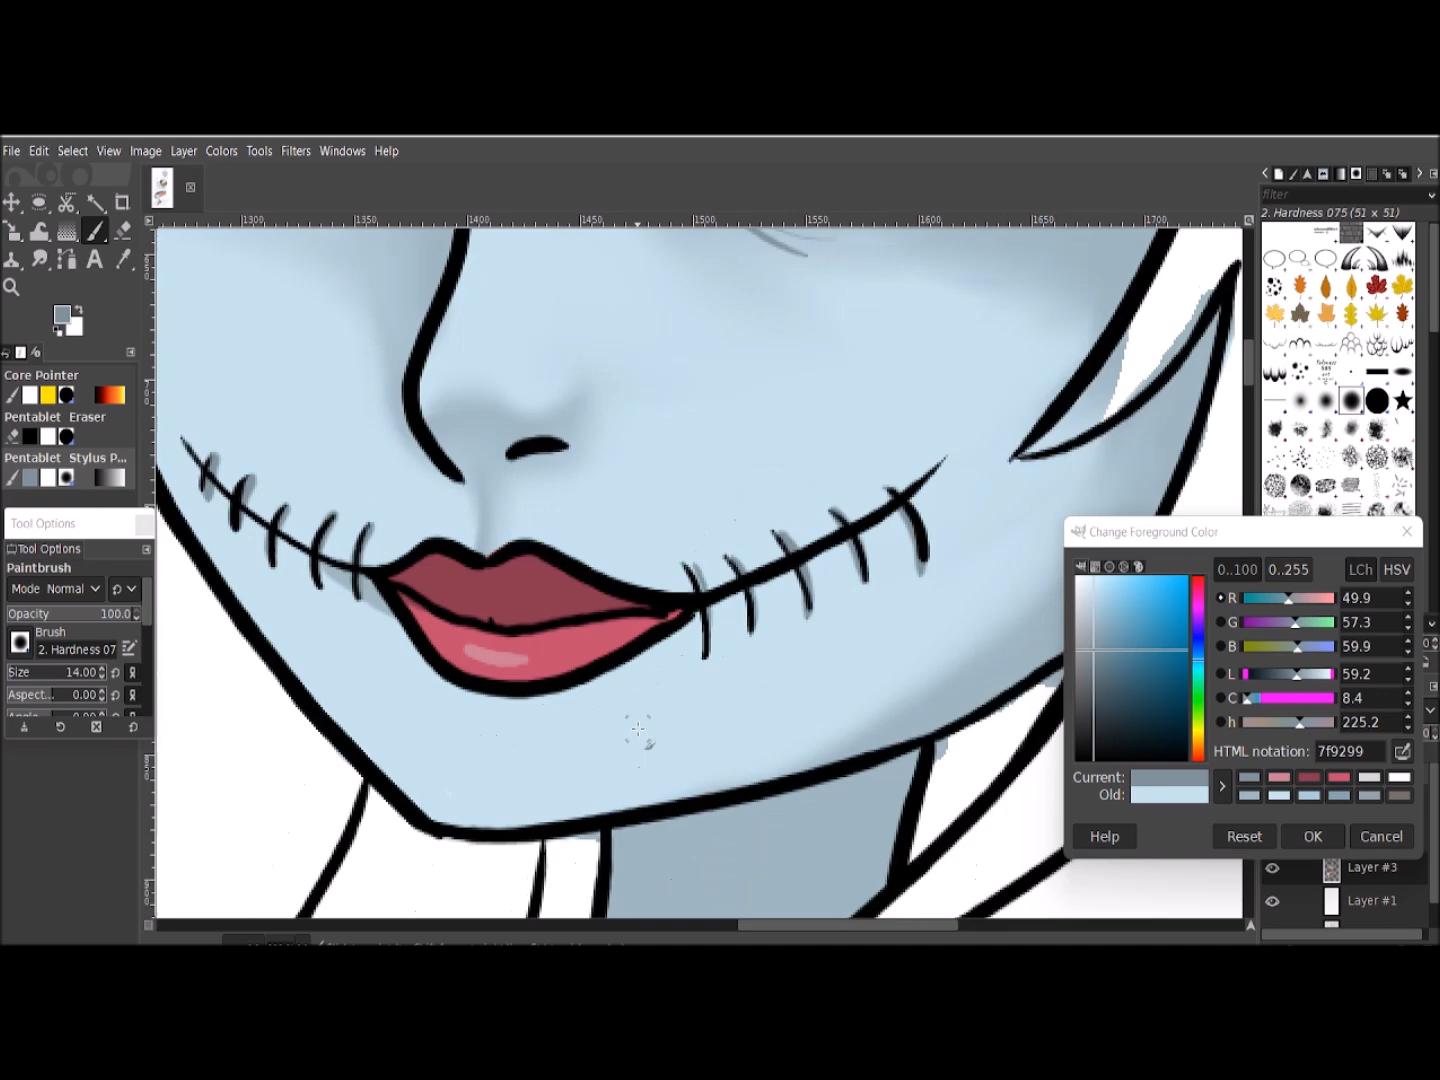 File Edit Select View Image Layer Colors Tools Filters Windows Help
filter
2. Hardness 075 (51 x 51)
1300 1350 1400 1450 1500 1550 1600 1650 1700
Core Pointer
Pentablet Eraser
Pentablet Stylus P...
Tool Options
Tool Options
Paintbrush
Mode Normal
Opacity 100.0
Brush
2. Hardness 07
Size 14.00
Aspect... 0.00
Change Foreground Color
0..100 0..255 LCh HSV
R 49.9
G 57.3
B 59.9
L 59.2
C 8.4
h 225.2
HTML notation: 7f9299
Current:
Old:
Help Reset OK Cancel
Layer #3
Layer #1